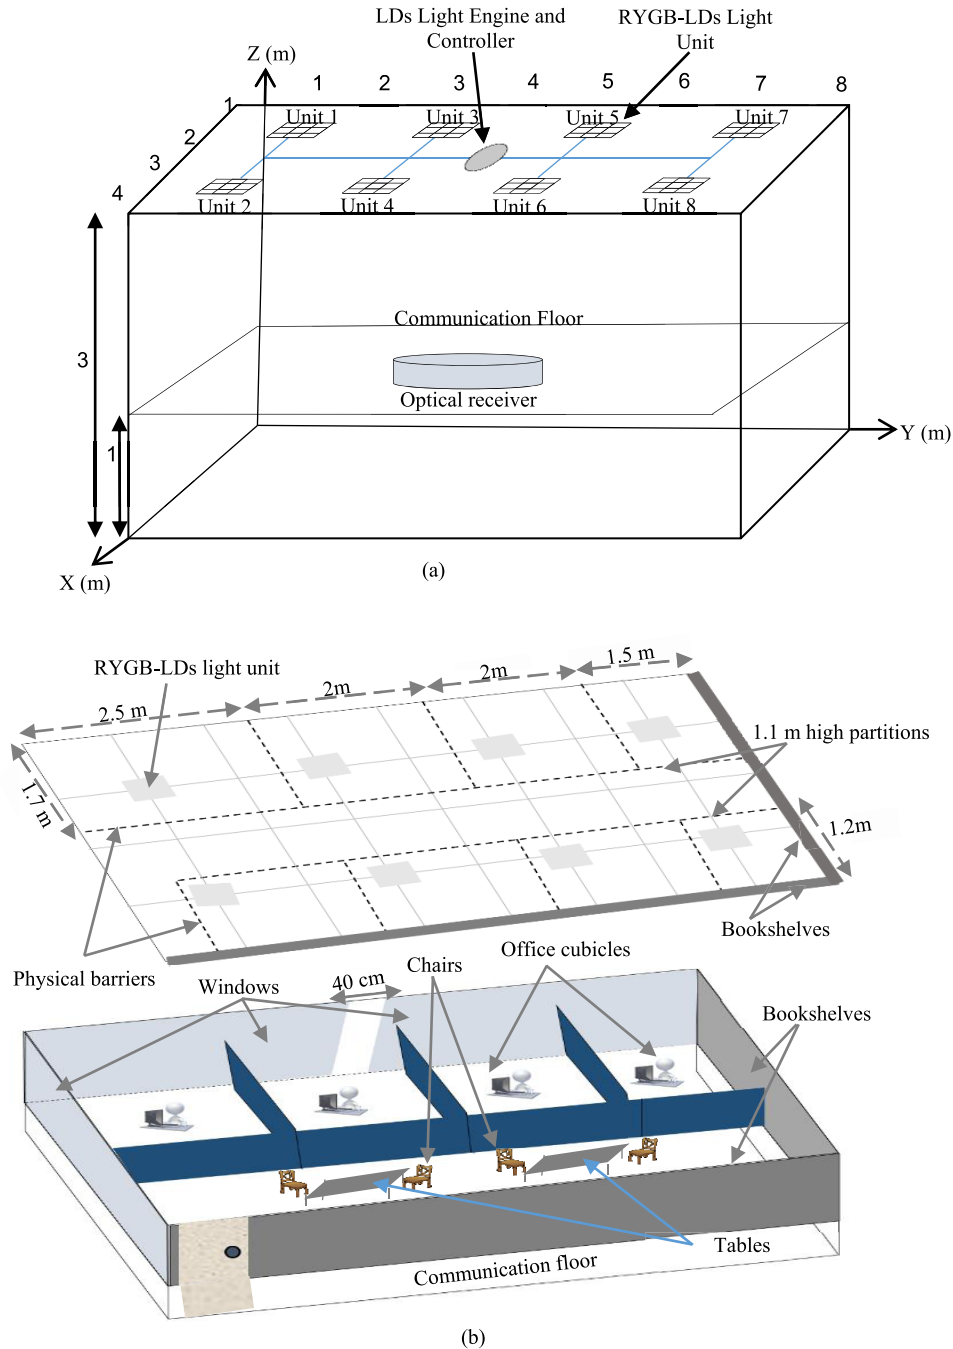 LDs Light Engine and
Controller
RYGB-LDs Light
Unit
Z (m)
1 2 3 4 5 6 7 8
1
2
3
4
Unit 1
Unit 3
Unit 5
Unit 7
Unit 2
Unit 4
Unit 6
Unit 8
Communication Floor
3
Optical receiver
1
Y (m)
X (m)
(a)
RYGB-LDs light unit
2.5 m
2m
2m
1.5 m
1.1 m high partitions
1.7 m
1.2m
Bookshelves
Physical barriers
Windows
40 cm
Chairs
Office cubicles
Bookshelves
Tables
Communication floor
(b)